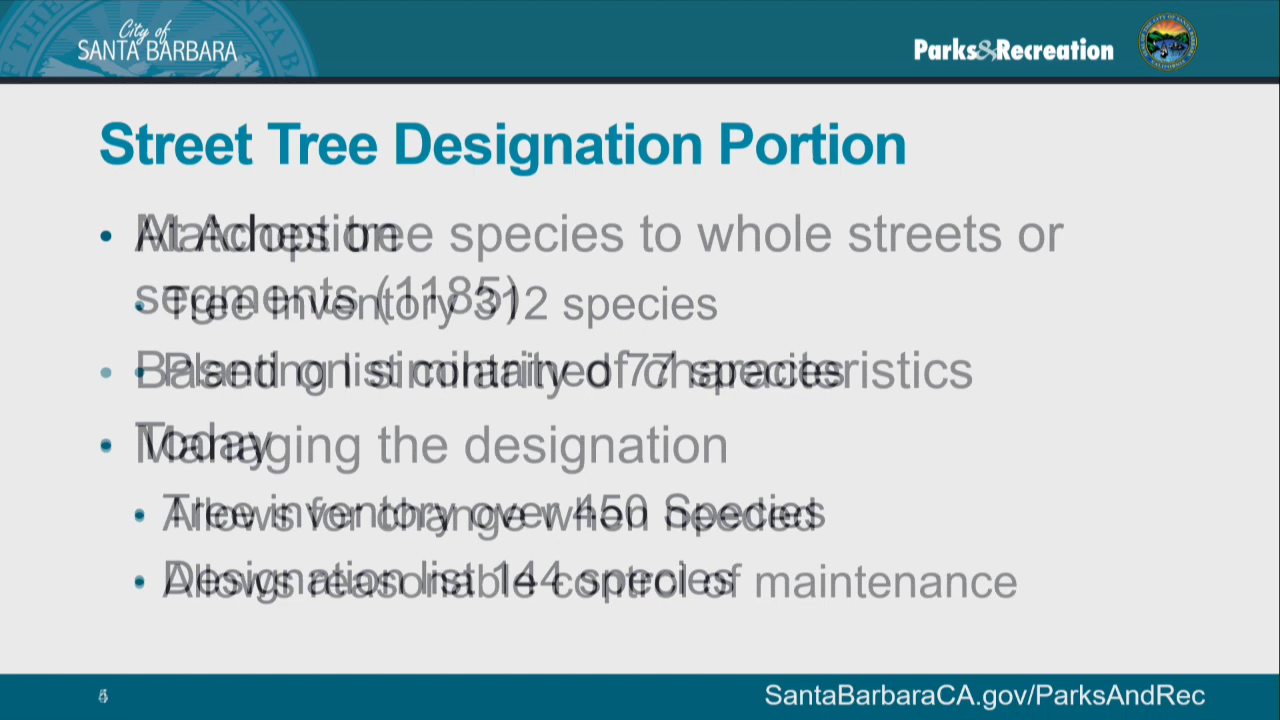 City of
SANTA BARBARA
Parks&Recreation
Street Tree Designation Portion
• Matches tree species to whole streets or
segments (1185)
• Based on similarity of characteristics
• Managing the designation
• Allows for change when needed
• Allows reasonable control of maintenance
• At Adoption
• Tree Inventory 312 species
• Planting list contained 77 species
• Today
• Tree inventory over 450 Species
• Designation list 144 species
SantaBarbaraCA.gov/ParksAndRec